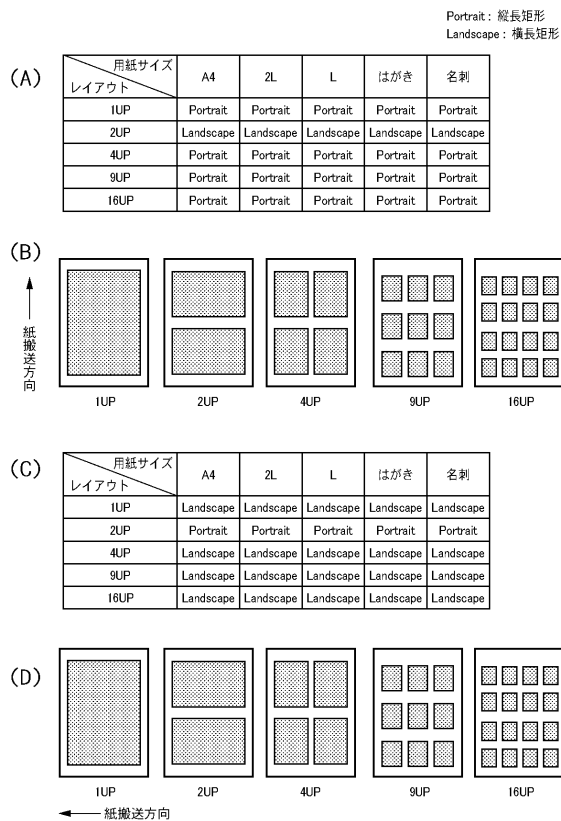 Portrait : 縦長矩形
Landscape : 横長矩形
(A)
用紙サイズ
レイアウト
A4 2L L はがき 名刺
1UP Portrait Portrait Portrait Portrait Portrait
2UP Landscape Landscape Landscape Landscape Landscape
4UP Portrait Portrait Portrait Portrait Portrait
9UP Portrait Portrait Portrait Portrait Portrait
16UP Portrait Portrait Portrait Portrait Portrait
(B)
紙搬送方向
1UP 2UP 4UP 9UP 16UP
(C)
用紙サイズ
レイアウト
A4 2L L はがき 名刺
1UP Landscape Landscape Landscape Landscape Landscape
2UP Portrait Portrait Portrait Portrait Portrait
4UP Landscape Landscape Landscape Landscape Landscape
9UP Landscape Landscape Landscape Landscape Landscape
16UP Landscape Landscape Landscape Landscape Landscape
(D)
1UP 2UP 4UP 9UP 16UP
紙搬送方向